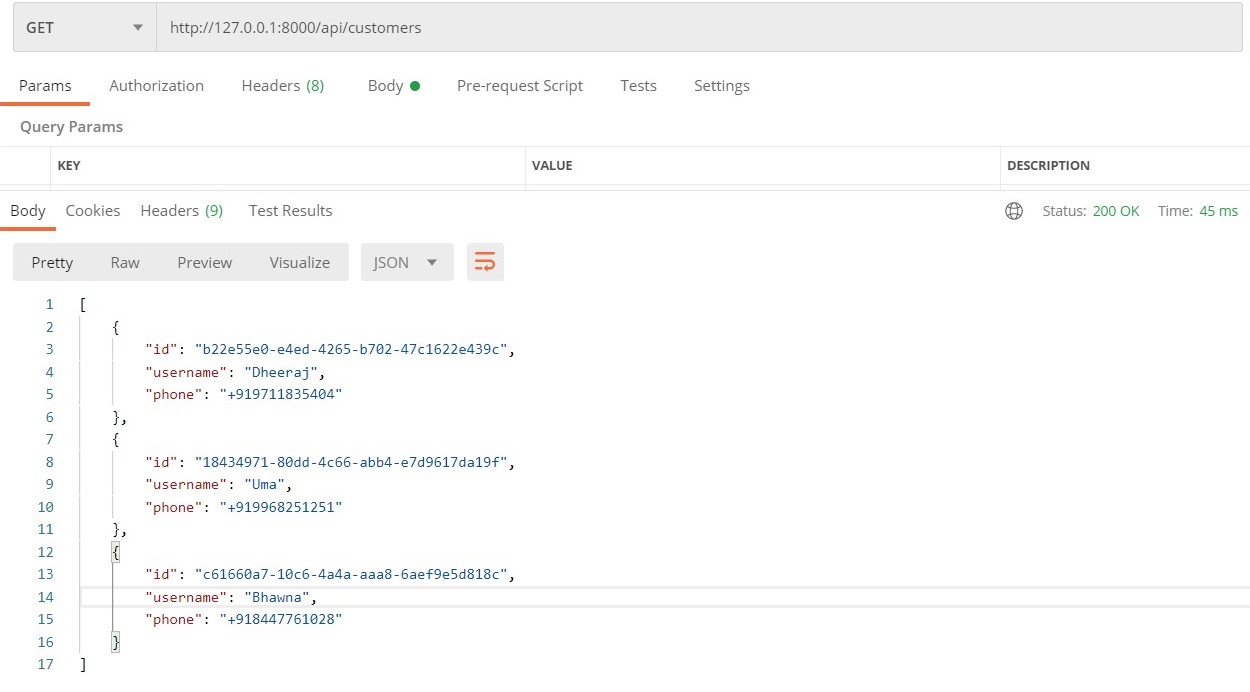 GET http://127.0.0.1:8000/api/customers
Params Authorization Headers (8) Body Pre-request Script Tests Settings
Query Params
KEY VALUE DESCRIPTION
Body Cookies Headers (9) Test Results Status: 200 OK Time: 45 ms
Pretty Raw Preview Visualize JSON
1 [
2 {
3 "id": "b22e55e0-e4ed-4265-b702-47c1622e439c",
4 "username": "Dheeraj",
5 "phone": "+919711835404"
6 },
7 {
8 "id": "18434971-80dd-4c66-abb4-e7d9617da19f",
9 "username": "Uma",
10 "phone": "+919968251251"
11 },
12 {
13 "id": "c61660a7-10c6-4a4a-aaa8-6aef9e5d818c",
14 "username": "Bhawna",
15 "phone": "+918447761028"
16 }
17 ]